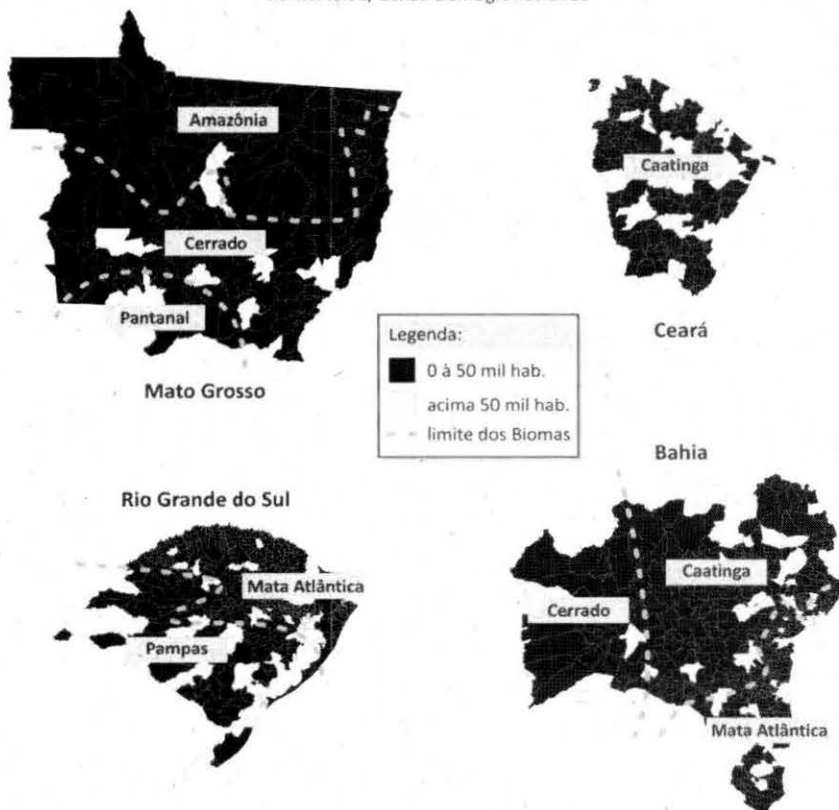 Amazônia
Cerrado
Pantanal
Mato Grosso
Caatinga
Ceará
Legenda:
0 à 50 mil hab.
acima 50 mil hab.
limite dos Biomas
Rio Grande do Sul
Mata Atlântica
Pampas
Bahia
Caatinga
Cerrado
Mata Atlântica